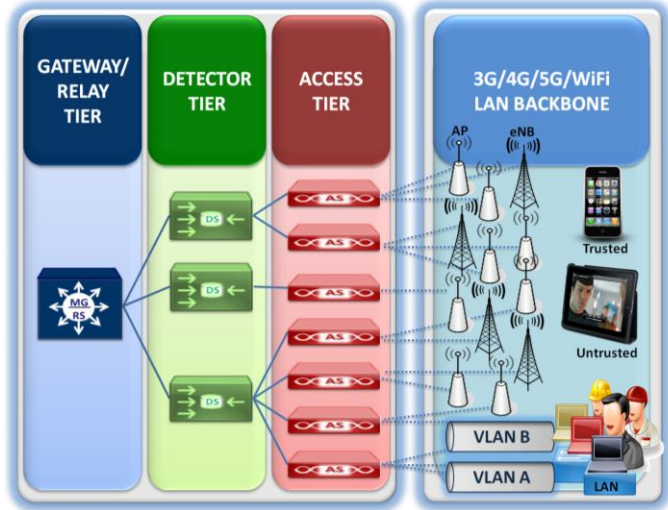 GATEWAY/
RELAY
TIER
DETECTOR
TIER
ACCESS
TIER
3G/4G/5G/WiFi
LAN BACKBONE
AP
eNB
MG
RS
DS
DS
DS
AS
AS
AS
AS
AS
AS
AS
Trusted
Untrusted
VLAN B
VLAN A
LAN